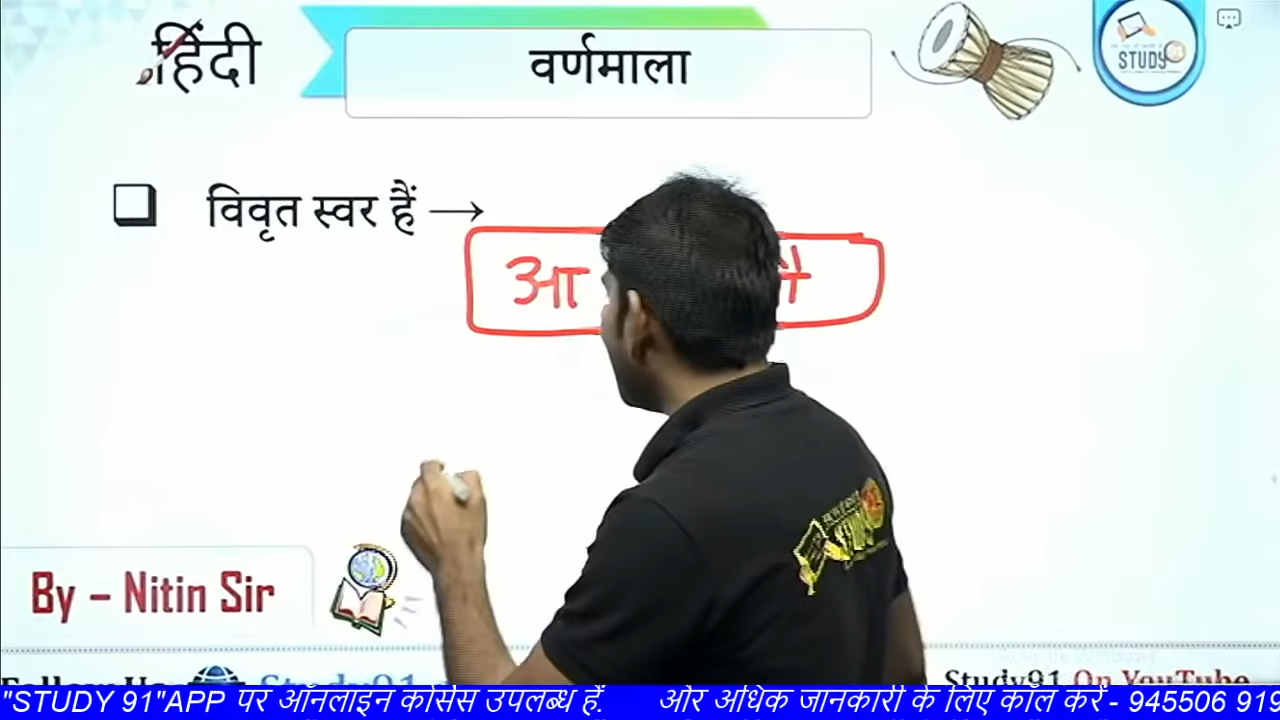 हिंदी
वर्णमाला
STUDY
विवृत स्वर हैं →
आ
By – Nitin Sir
Study91 On YouTube
"STUDY 91"APP पर ऑनलाइन कोर्सेस उपलब्ध हैं. और अधिक जानकारी के लिए कॉल करें - 945506 919